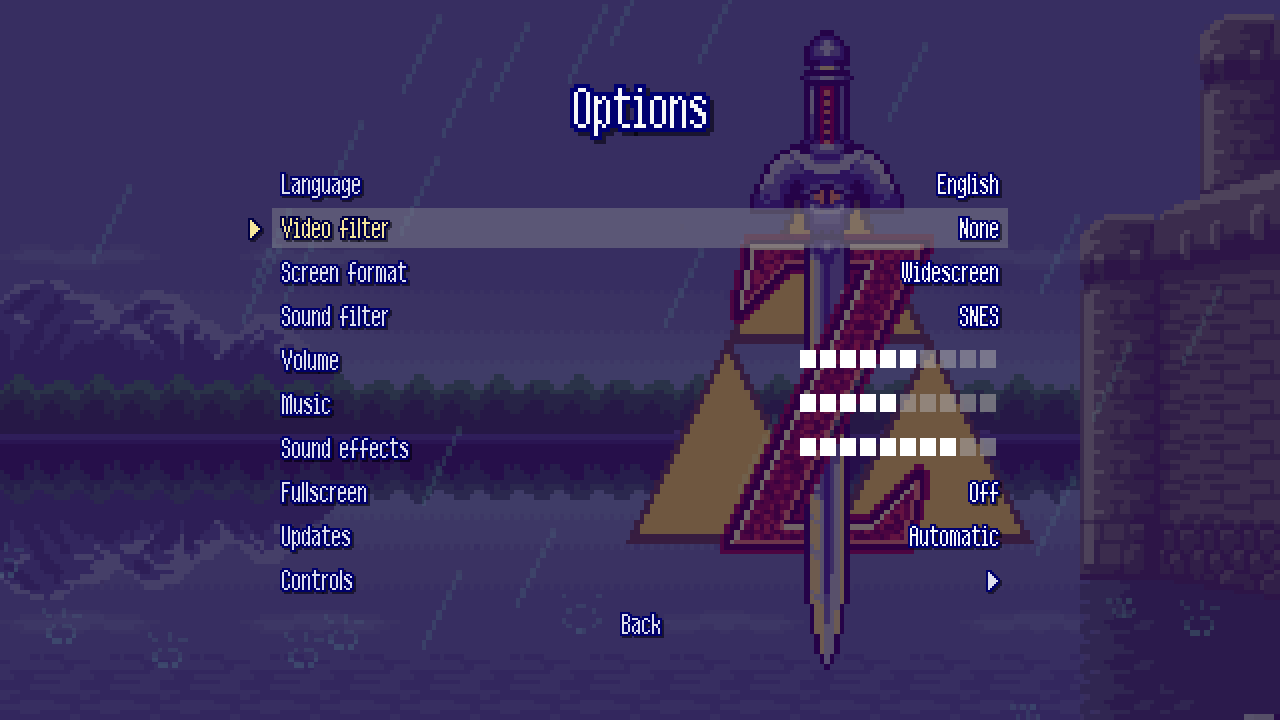 Options
Language English
Video filter None
Screen format Widescreen
Sound filter SNES
Volume
Music
Sound effects
Fullscreen Off
Updates Automatic
Controls
Back